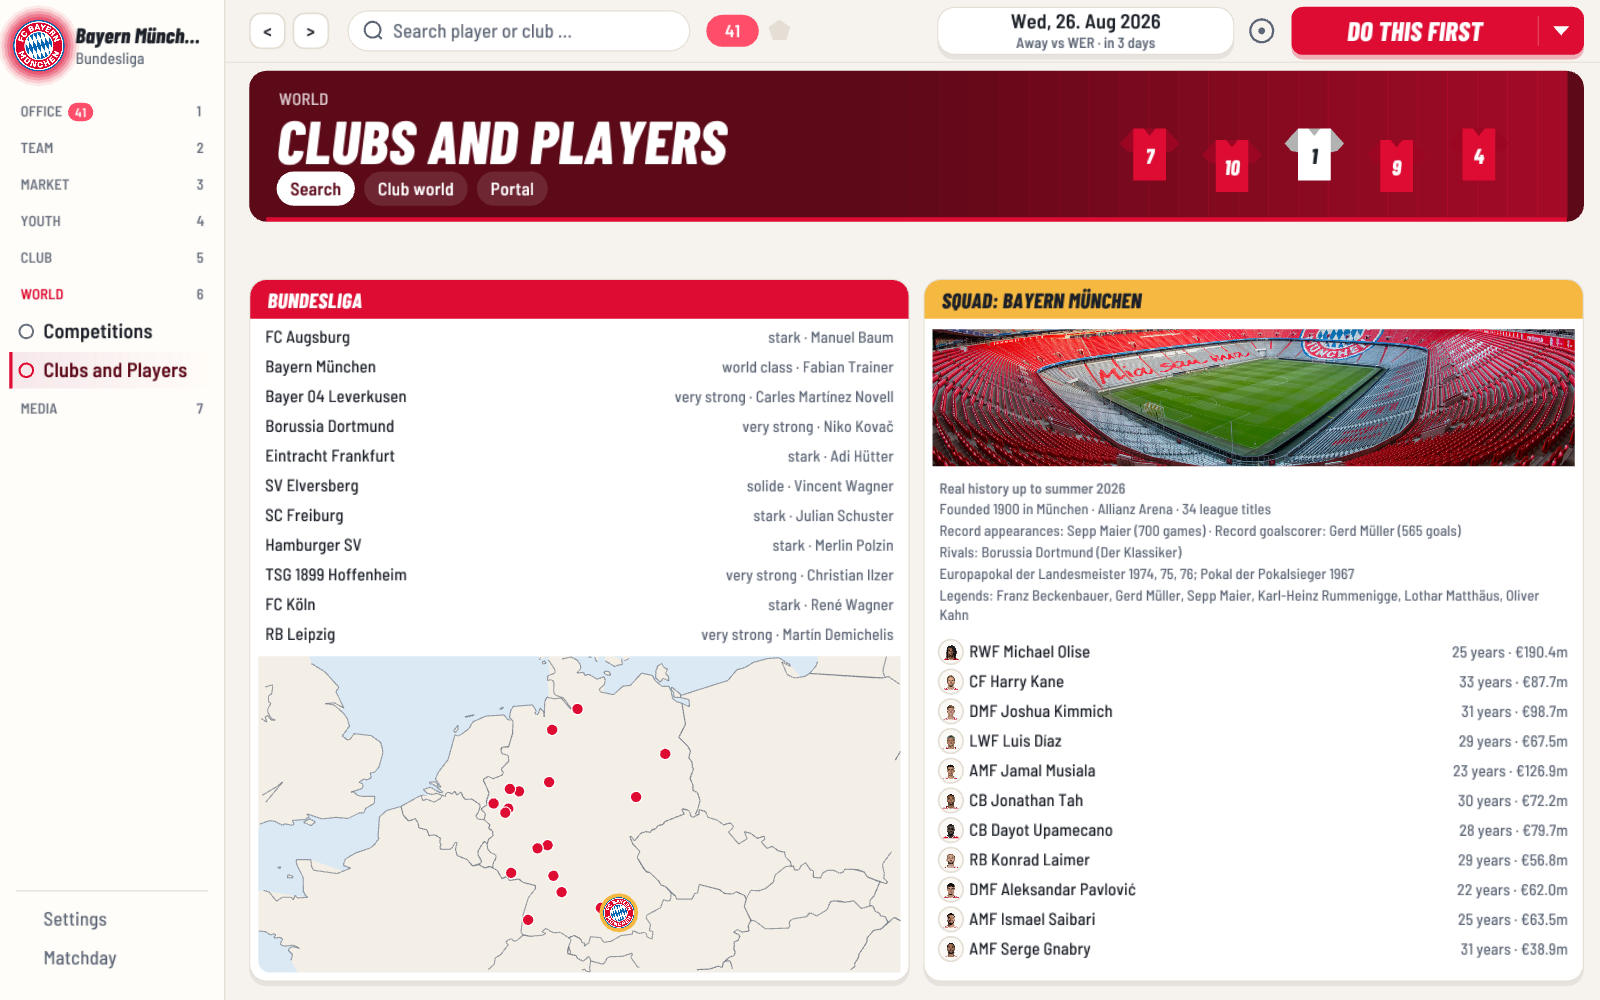 Bayern Münch...
Bundesliga
OFFICE 41 1
TEAM 2
MARKET 3
YOUTH 4
CLUB 5
WORLD 6
Competitions
Clubs and Players
MEDIA 7
Settings
Matchday
< >
Search player or club ...
41
Wed, 26. Aug 2026
Away vs WER · in 3 days
DO THIS FIRST
WORLD
CLUBS AND PLAYERS
Search Club world Portal
7 10 1 9 4
BUNDESLIGA
FC Augsburg stark · Manuel Baum
Bayern München world class · Fabian Trainer
Bayer 04 Leverkusen very strong · Carles Martínez Novell
Borussia Dortmund very strong · Niko Kovač
Eintracht Frankfurt stark · Adi Hütter
SV Elversberg solide · Vincent Wagner
SC Freiburg stark · Julian Schuster
Hamburger SV stark · Merlin Polzin
TSG 1899 Hoffenheim very strong · Christian Ilzer
FC Köln stark · René Wagner
RB Leipzig very strong · Martín Demichelis
SQUAD: BAYERN MÜNCHEN
Mia san mia
Real history up to summer 2026
Founded 1900 in München · Allianz Arena · 34 league titles
Record appearances: Sepp Maier (700 games) · Record goalscorer: Gerd Müller (565 goals)
Rivals: Borussia Dortmund (Der Klassiker)
Europapokal der Landesmeister 1974, 75, 76; Pokal der Pokalsieger 1967
Legends: Franz Beckenbauer, Gerd Müller, Sepp Maier, Karl-Heinz Rummenigge, Lothar Matthäus, Oliver
Kahn
RWF Michael Olise 25 years · €190.4m
CF Harry Kane 33 years · €87.7m
DMF Joshua Kimmich 31 years · €98.7m
LWF Luis Díaz 29 years · €67.5m
AMF Jamal Musiala 23 years · €126.9m
CB Jonathan Tah 30 years · €72.2m
CB Dayot Upamecano 28 years · €79.7m
RB Konrad Laimer 29 years · €56.8m
DMF Aleksandar Pavlović 22 years · €62.0m
AMF Ismael Saibari 25 years · €63.5m
AMF Serge Gnabry 31 years · €38.9m